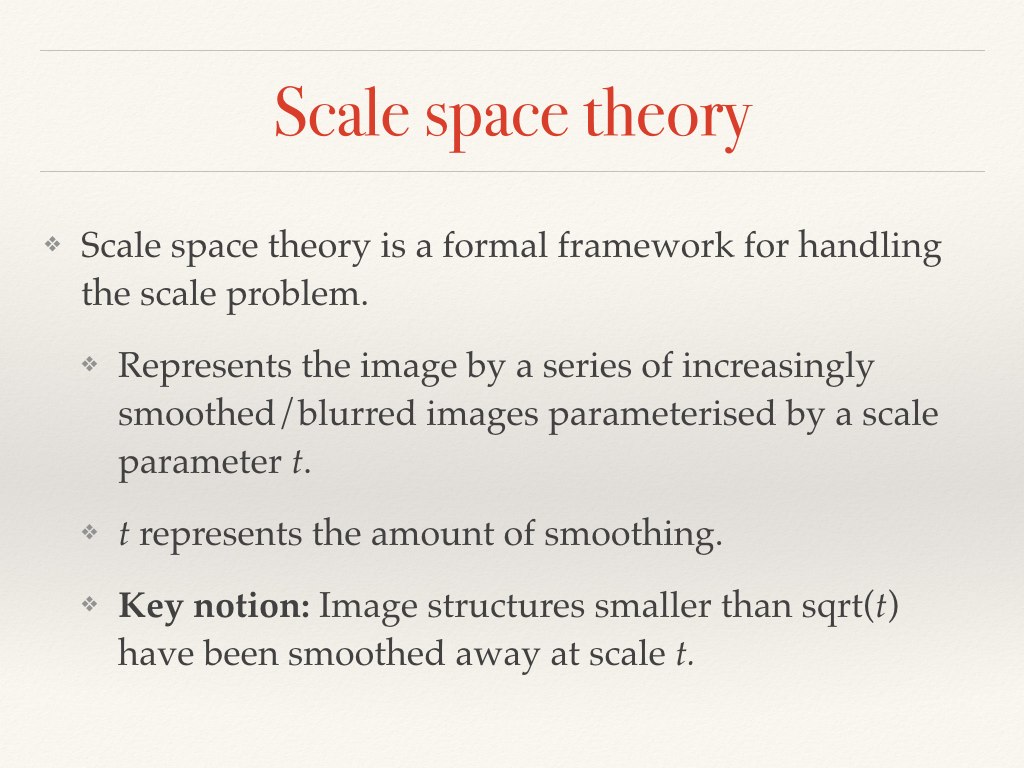 Scale space theory
❖ Scale space theory is a formal framework for handling
the scale problem.
❖ Represents the image by a series of increasingly
smoothed/blurred images parameterised by a scale
parameter t.
❖ t represents the amount of smoothing.
❖ Key notion: Image structures smaller than sqrt(t)
have been smoothed away at scale t.